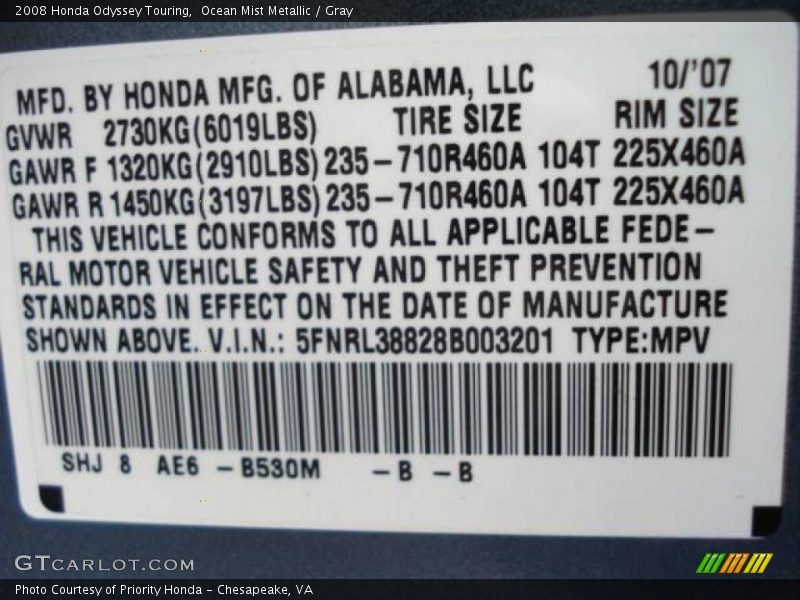 2008 Honda Odyssey Touring,  Ocean Mist Metallic / Gray
MFD. BY HONDA MFG. OF ALABAMA, LLC 10/'07
GVWR 2730KG(6019LBS) TIRE SIZE RIM SIZE
GAWR F 1320KG(2910LBS) 235-710R460A 104T 225X460A
GAWR R 1450KG(3197LBS) 235-710R460A 104T 225X460A
THIS VEHICLE CONFORMS TO ALL APPLICABLE FEDE-
RAL MOTOR VEHICLE SAFETY AND THEFT PREVENTION
STANDARDS IN EFFECT ON THE DATE OF MANUFACTURE
SHOWN ABOVE. V.I.N.: 5FNRL38828B003201 TYPE:MPV
SHJ 8 AE6 -B530M -B -B
GTCARLOT.COM
Photo Courtesy of Priority Honda - Chesapeake, VA